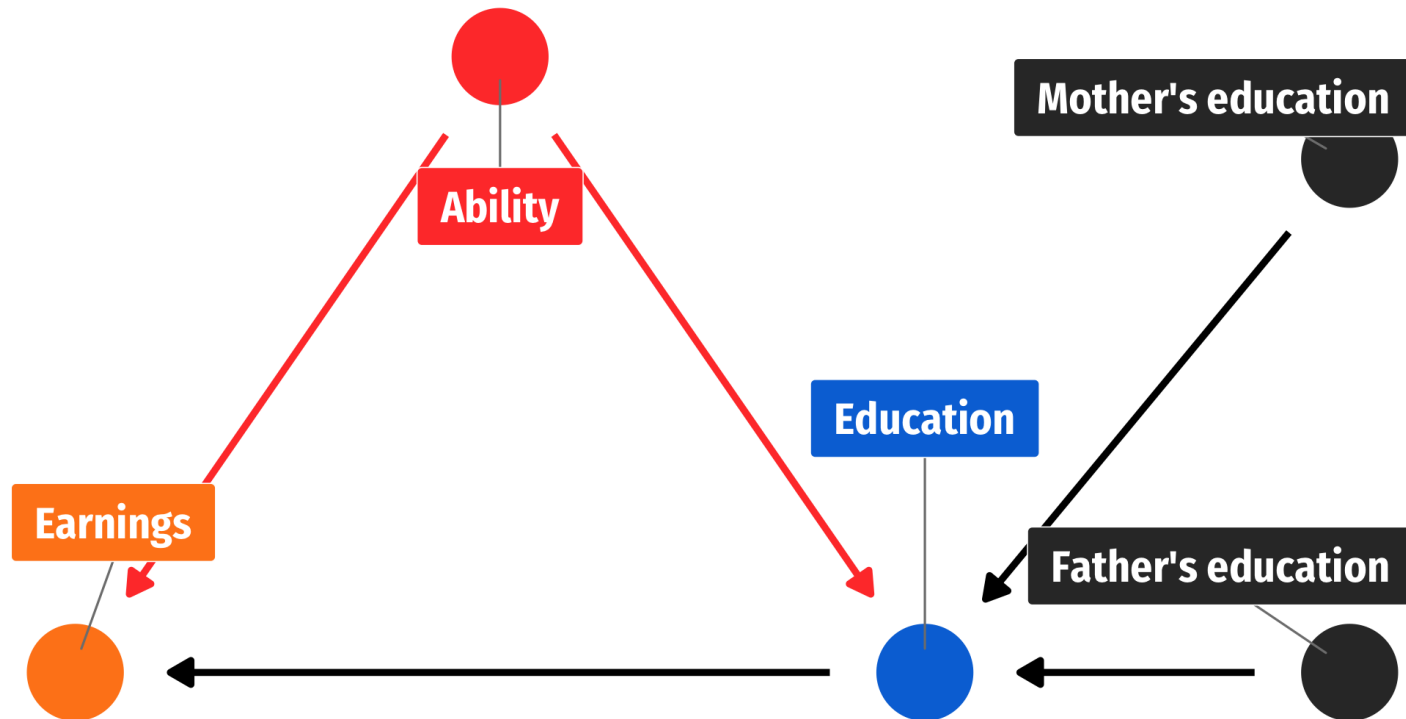 Mother's education
Ability
Education
Earnings
Father's education